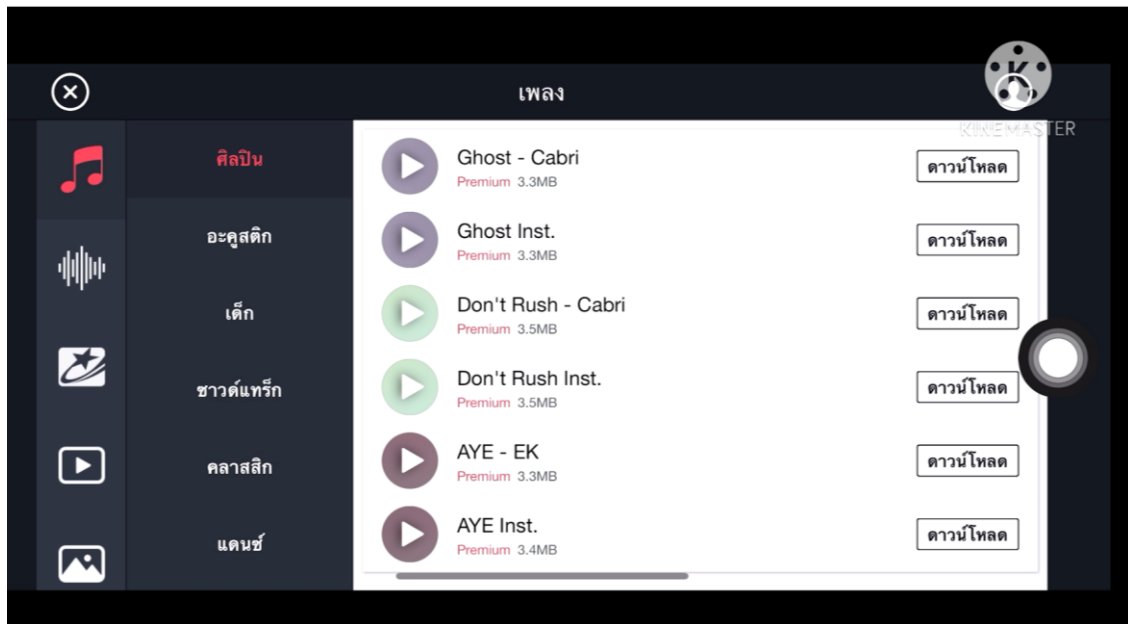 เพลง
K
KINEMASTER
ศิลปิน
อะคูสติก
เด็ก
ซาวด์แทร็ก
คลาสสิก
แดนซ์
Ghost - Cabri
Premium 3.3MB
ดาวน์โหลด
Ghost Inst.
Premium 3.3MB
ดาวน์โหลด
Don't Rush - Cabri
Premium 3.5MB
ดาวน์โหลด
Don't Rush Inst.
Premium 3.5MB
ดาวน์โหลด
AYE - EK
Premium 3.3MB
ดาวน์โหลด
AYE Inst.
Premium 3.4MB
ดาวน์โหลด